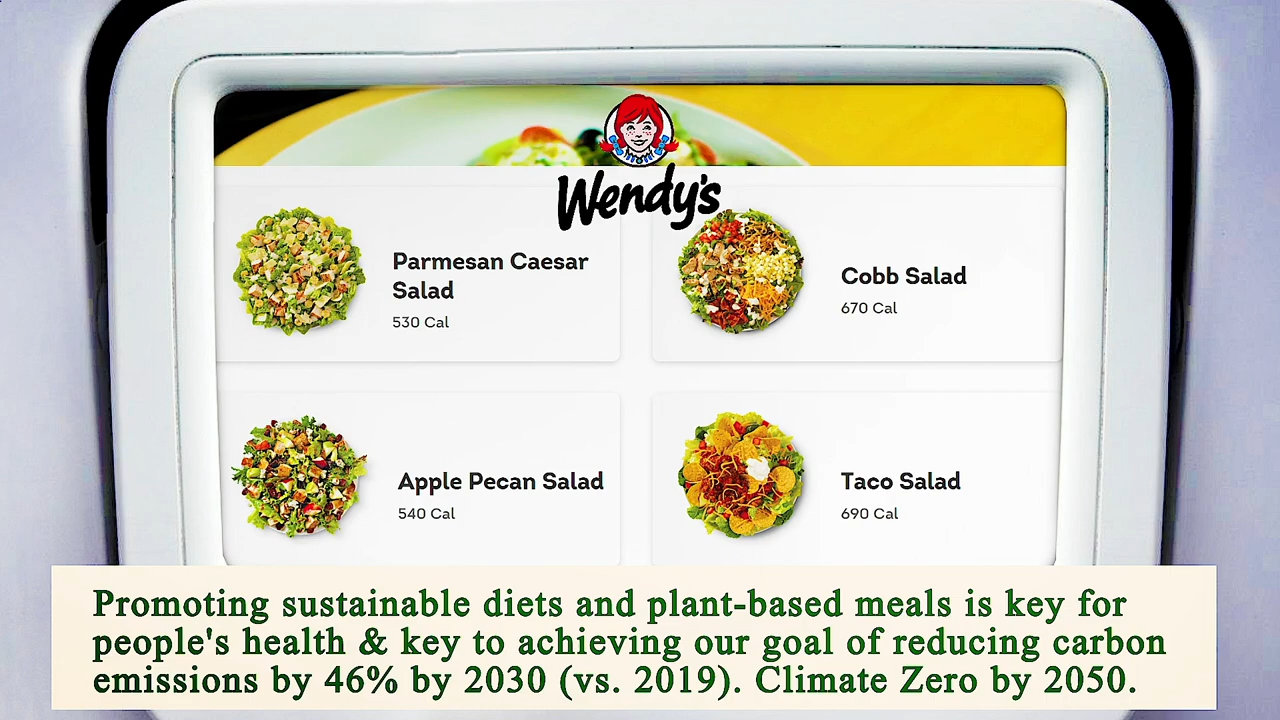 Wendy's
Parmesan Caesar
Salad
530 Cal
Cobb Salad
670 Cal
Apple Pecan Salad
540 Cal
Taco Salad
690 Cal
Promoting sustainable diets and plant-based meals is key for
people's health & key to achieving our goal of reducing carbon
emissions by 46% by 2030 (vs. 2019). Climate Zero by 2050.